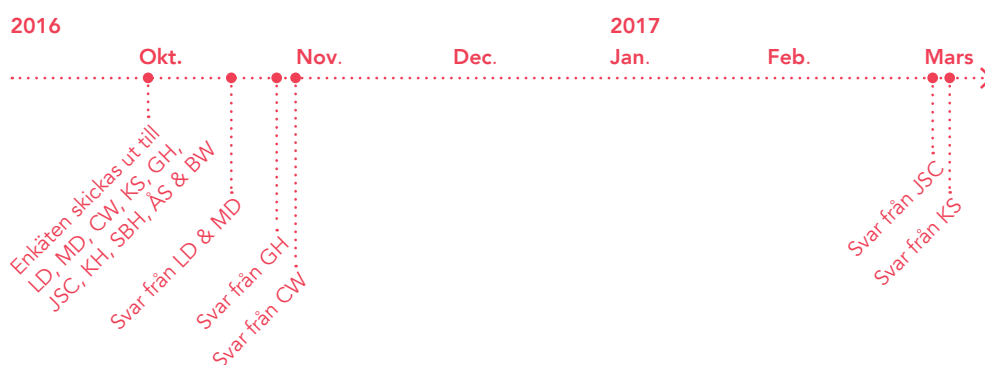 2016
2017
Okt.
Nov.
Dec.
Jan.
Feb.
Mars
Enkäten skickas ut till
LD, MD, CW, KS, GH,
JSC, KH, SBH, ÅS & BW
Svar från LD & MD
Svar från GH
Svar från CW
Svar från JSC
Svar från KS